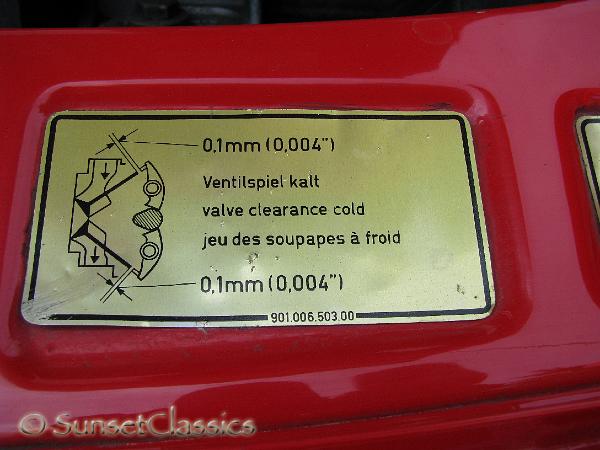 0,1mm (0,004")
Ventilspiel kalt
valve clearance cold
jeu des soupapes à froid
0,1mm (0,004")
901.006.503.00
© SunsetClassics